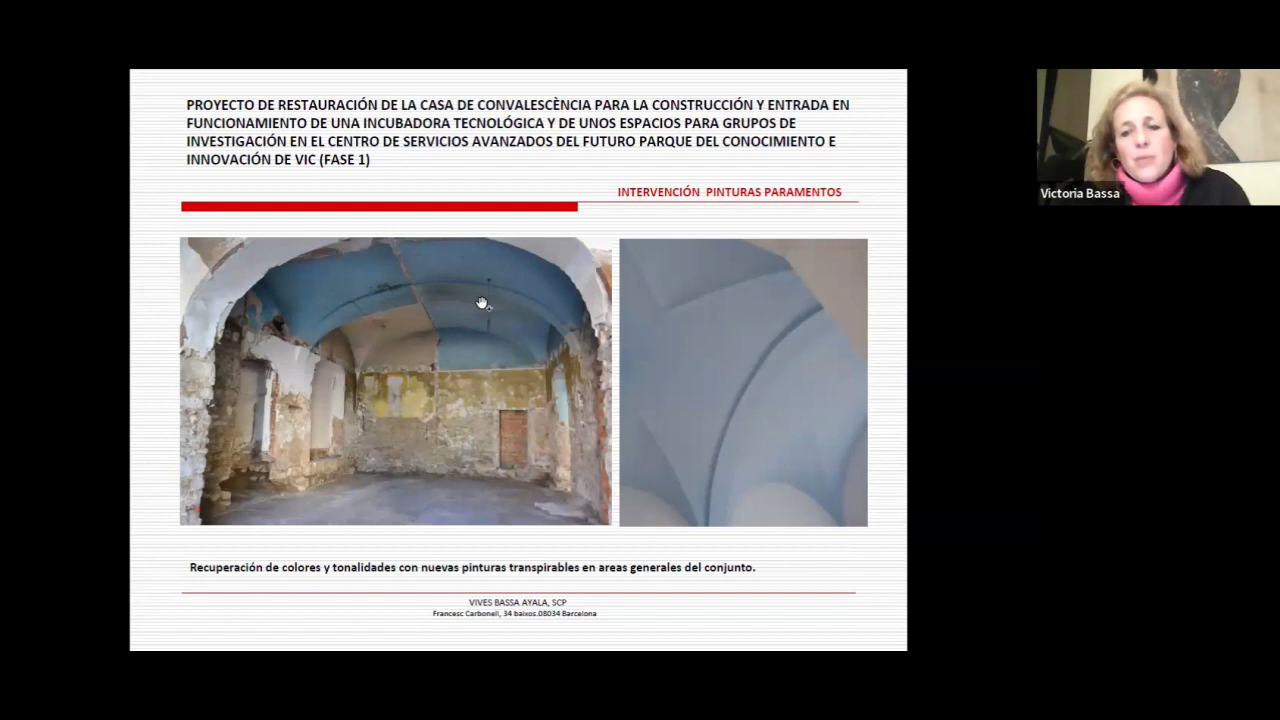 PROYECTO DE RESTAURACIÓN DE LA CASA DE CONVALESCÈNCIA PARA LA CONSTRUCCIÓN Y ENTRADA EN
FUNCIONAMIENTO DE UNA INCUBADORA TECNOLÓGICA Y DE UNOS ESPACIOS PARA GRUPOS DE
INVESTIGACIÓN EN EL CENTRO DE SERVICIOS AVANZADOS DEL FUTURO PARQUE DEL CONOCIMIENTO E
INNOVACIÓN DE VIC (FASE 1)
INTERVENCIÓN PINTURAS PARAMENTOS
Victoria Bassa
Recuperación de colores y tonalidades con nuevas pinturas transpirables en areas generales del conjunto.
VIVES BASSA AYALA, SCP
Francesc Carbonell, 34 baixos.08034 Barcelona